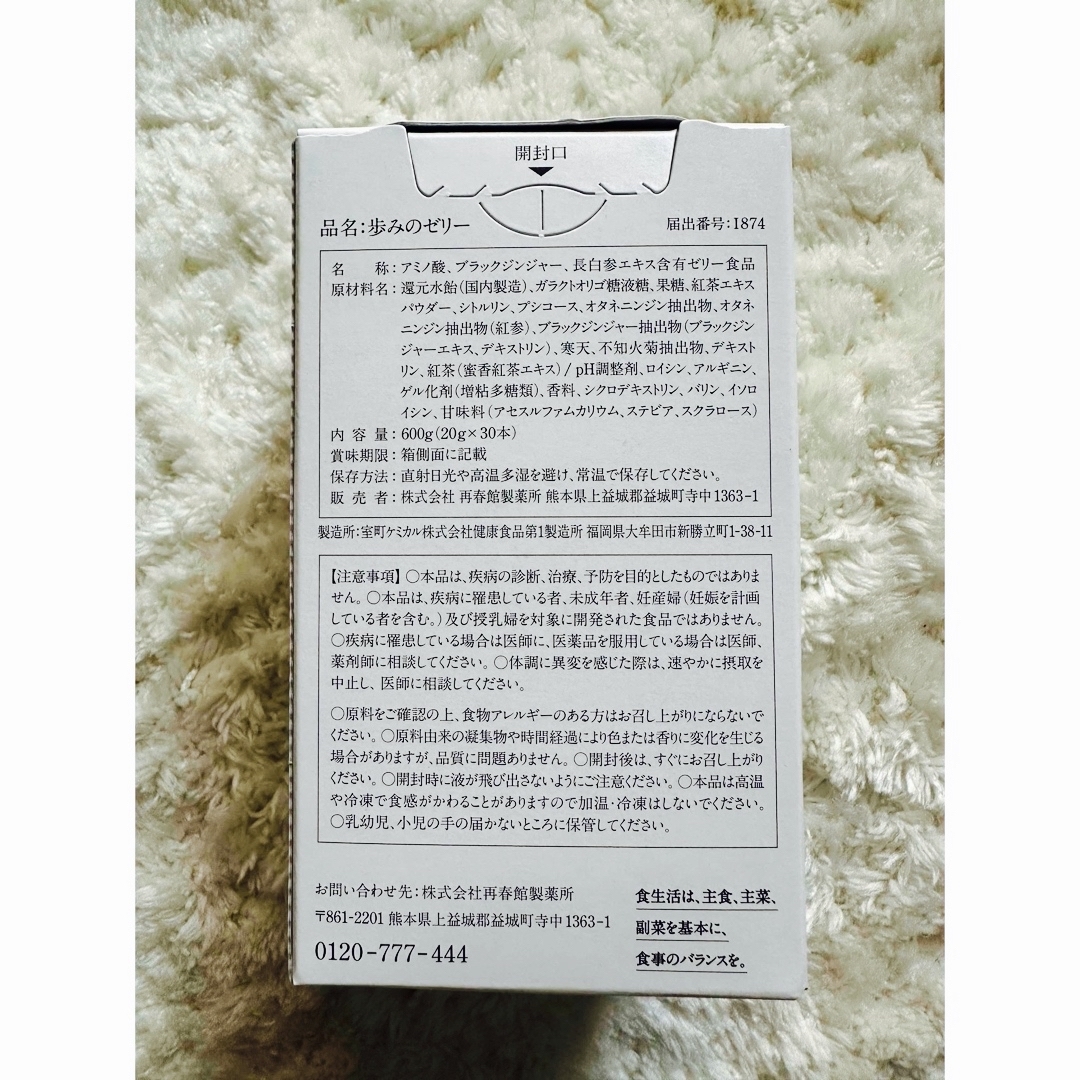 開封口
品名:歩みのゼリー
届出番号:I874
名称:アミノ酸、ブラックジンジャー、長白参エキス含有ゼリー食品
原材料名:還元水飴(国内製造)、ガラクトオリゴ糖液糖、果糖、紅茶エキス
パウダー、シトルリン、プシコース、オタネニンジン抽出物、オタネ
ニンジン抽出物(紅参)、ブラックジンジャー抽出物(ブラックジン
ジャーエキス、デキストリン)、寒天、不知火菊抽出物、デキスト
リン、紅茶(蜜香紅茶エキス)/pH調整剤、ロイシン、アルギニン、
ゲル化剤(増粘多糖類)、香料、シクロデキストリン、バリン、イソロ
イシン、甘味料(アセスルファムカリウム、ステビア、スクラロース)
内容量:600g(20g×30本)
賞味期限:箱側面に記載
保存方法:直射日光や高温多湿を避け、常温で保存してください。
販売者:株式会社 再春館製薬所 熊本県上益城郡益城町寺中1363-1
製造所:室町ケミカル株式会社健康食品第1製造所 福岡県大牟田市新勝立町1-38-11
【注意事項】○本品は、疾病の診断、治療、予防を目的としたものではありま
せん。○本品は、疾病に罹患している者、未成年者、妊産婦(妊娠を計画
している者を含む。)及び授乳婦を対象に開発された食品ではありません。
○疾病に罹患している場合は医師に、医薬品を服用している場合は医師、
薬剤師に相談してください。○体調に異変を感じた際は、速やかに摂取を
中止し、医師に相談してください。
○原料をご確認の上、食物アレルギーのある方はお召し上がりにならないで
ください。○原料由来の凝集物や時間経過により色または香りに変化を生じる
場合がありますが、品質に問題ありません。○開封後は、すぐにお召し上がり
ください。○開封時に液が飛び出さないようにご注意ください。○本品は高温
や冷凍で食感がかわることがありますので加温・冷凍はしないでください。
○乳幼児、小児の手の届かないところに保管してください。
お問い合わせ先:株式会社再春館製薬所
〒861-2201 熊本県上益城郡益城町寺中1363-1
0120-777-444
食生活は、主食、主菜、
副菜を基本に、
食事のバランスを。